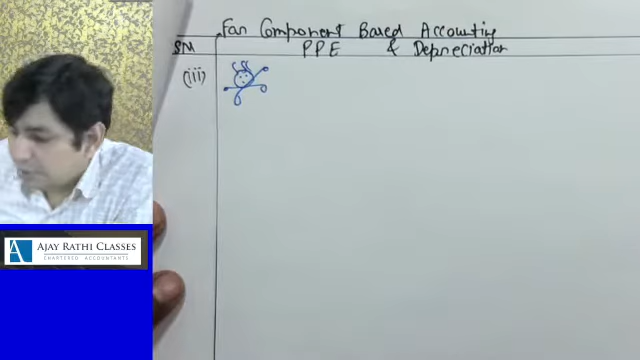 For Component Based Accounting
SM PPE & Depreciation
(iii)
A AJAY RATHI CLASSES
CHARTERED ACCOUNTANTS